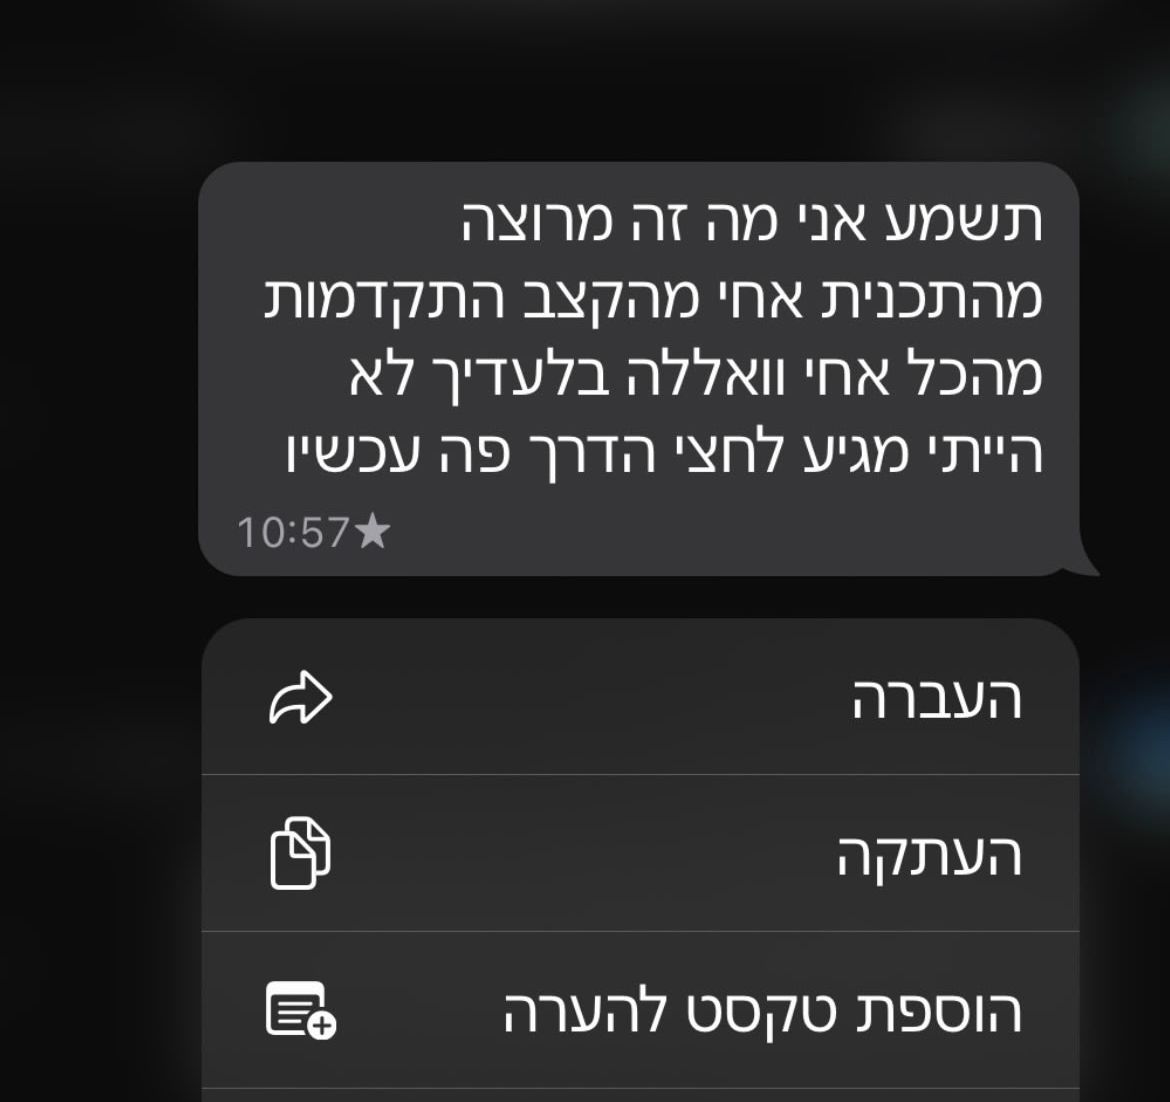 תשמע אני מה זה מרוצה
מהתכנית אחי מהקצב התקדמות
מהכל אחי וואללה בלעדיך לא
הייתי מגיע לחצי הדרך פה עכשיו
10:57★
העברה
העתקה
הוספת טקסט להערה